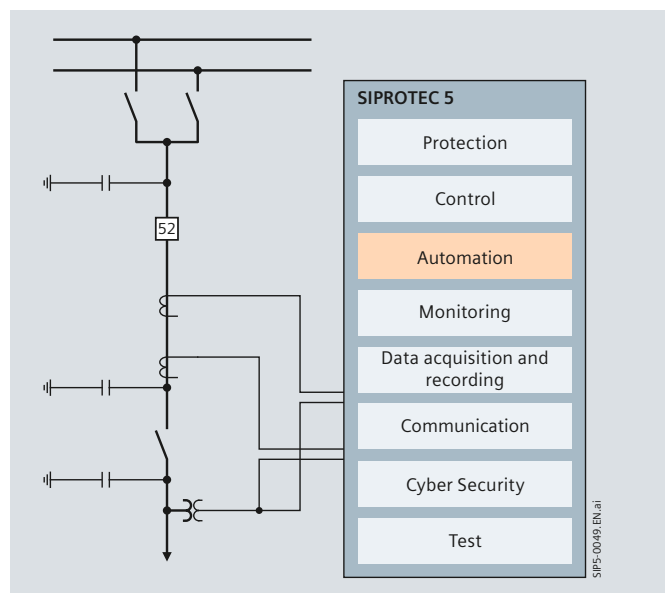 SIPROTEC 5
Protection
Control
52
Automation
Monitoring
Data acquisition and
recording
Communication
Cyber Security
Test
SIP5-0049.EN.ai